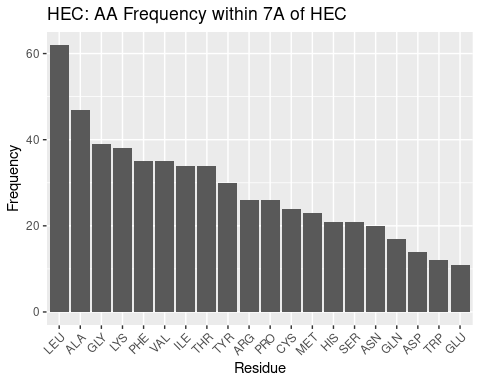 HEC: AA Frequency within 7A of HEC
Frequency
60
40
20
0
LEU ALA GLY LYS PHE VAL ILE THR TYR ARG PRO CYS MET HIS SER ASN GLN ASP TRP GLU
Residue